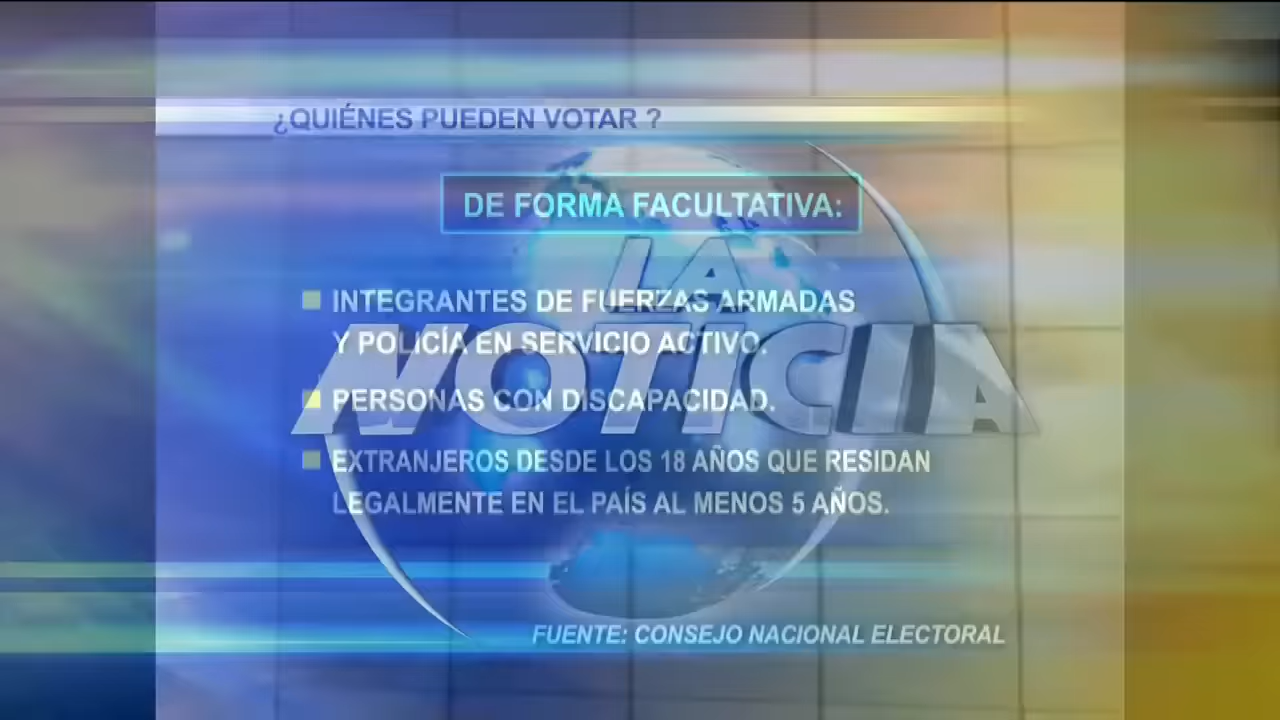 ¿QUIÉNES PUEDEN VOTAR ?
DE FORMA FACULTATIVA:
LA
NOTICIA
INTEGRANTES DE FUERZAS ARMADAS
Y POLICÍA EN SERVICIO ACTIVO.
PERSONAS CON DISCAPACIDAD.
EXTRANJEROS DESDE LOS 18 AÑOS QUE RESIDAN
LEGALMENTE EN EL PAÍS AL MENOS 5 AÑOS.
FUENTE: CONSEJO NACIONAL ELECTORAL